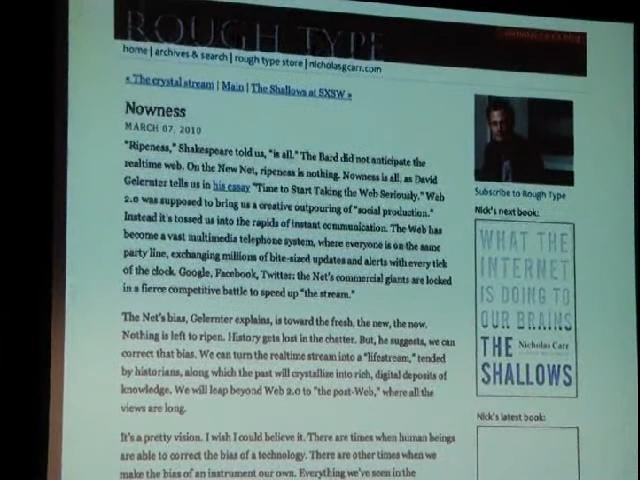 ROUGH TYPE
home | archives & search | rough type store | nicholasgcarr.com
« The crystal stream | Main | The Shallows at SXSW »
Nowness
MARCH 07, 2010
"Ripeness," Shakespeare told us, "is all." The Bard did not anticipate the
realtime web. On the New Net, ripeness is nothing. Nowness is all, as David
Gelernter tells us in his essay "Time to Start Taking the Web Seriously." Web
2.0 was supposed to bring us a creative outpouring of "social production."
Instead it's tossed us into the rapids of instant communication. The Web has
become a vast multimedia telephone system, where everyone is on the same
party line, exchanging millions of bite-sized updates and alerts with every tick
of the clock. Google, Facebook, Twitter: the Net's commercial giants are locked
in a fierce competitive battle to speed up "the stream."
The Net's bias, Gelernter explains, is toward the fresh, the new, the now.
Nothing is left to ripen. History gets lost in the chatter. But, he suggests, we can
correct that bias. We can turn the realtime stream into a "lifestream," tended
by historians, along which the past will crystallize into rich, digital deposits of
knowledge. We will leap beyond Web 2.0 to "the post-Web," where all the
views are long.
It's a pretty vision. I wish I could believe it. There are times when human beings
are able to correct the bias of a technology. There are other times when we
make the bias of an instrument our own. Everything we've seen in the
Subscribe to Rough Type
Nick's next book:
WHAT THE
INTERNET
IS DOING TO
OUR BRAINS
THE Nicholas Carr
SHALLOWS
Nick's latest book: